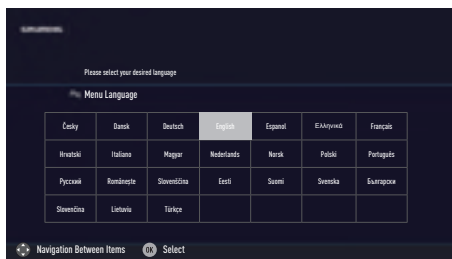 Please select your desired language
Menu Language
Česky Dansk Deutsch English Espanol Ελληνικά Français
Hrvatski Italiano Magyar Nederlands Norsk Polski Português
Русский Românește Slovenščina Eesti Suomi Svenska Български
Slovenčina Lietuviu Türkçe
Navigation Between Items OK Select